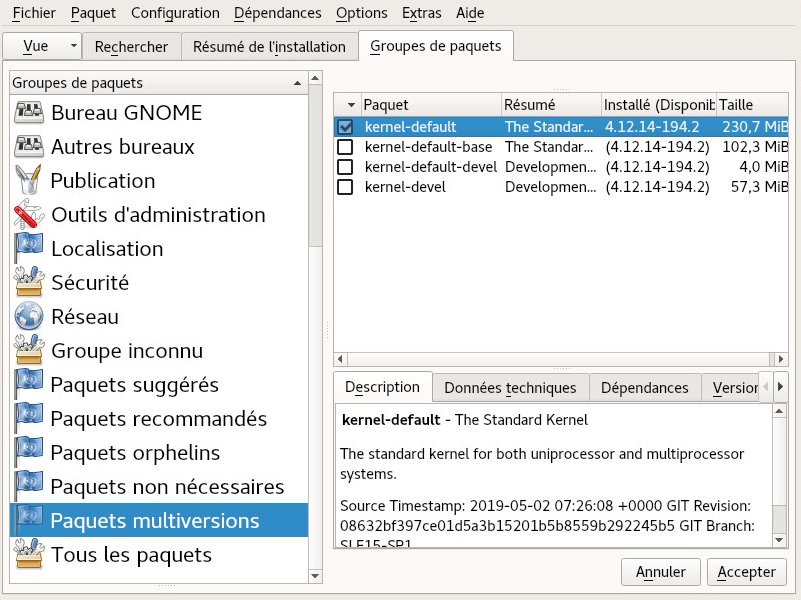 Fichier Paquet Configuration Dépendances Options Extras Aide
Vue Rechercher Résumé de l'installation Groupes de paquets
Groupes de paquets
Bureau GNOME
Autres bureaux
Publication
Outils d'administration
Localisation
Sécurité
Réseau
Groupe inconnu
Paquets suggérés
Paquets recommandés
Paquets orphelins
Paquets non nécessaires
Paquets multiversions
Tous les paquets
Paquet Résumé Installé (Disponib Taille
kernel-default The Standar... 4.12.14-194.2 230,7 MiB
kernel-default-base The Standar... (4.12.14-194.2) 102,3 MiB
kernel-default-devel Developmen... (4.12.14-194.2) 4,0 MiB
kernel-devel Developmen... (4.12.14-194.2) 57,3 MiB
Description Données techniques Dépendances Version
kernel-default - The Standard Kernel
The standard kernel for both uniprocessor and multiprocessor
systems.
Source Timestamp: 2019-05-02 07:26:08 +0000 GIT Revision:
08632bf397ce01d5a3b15201b5b8559b292245b5 GIT Branch:
SLE15-SP1
Annuler Accepter